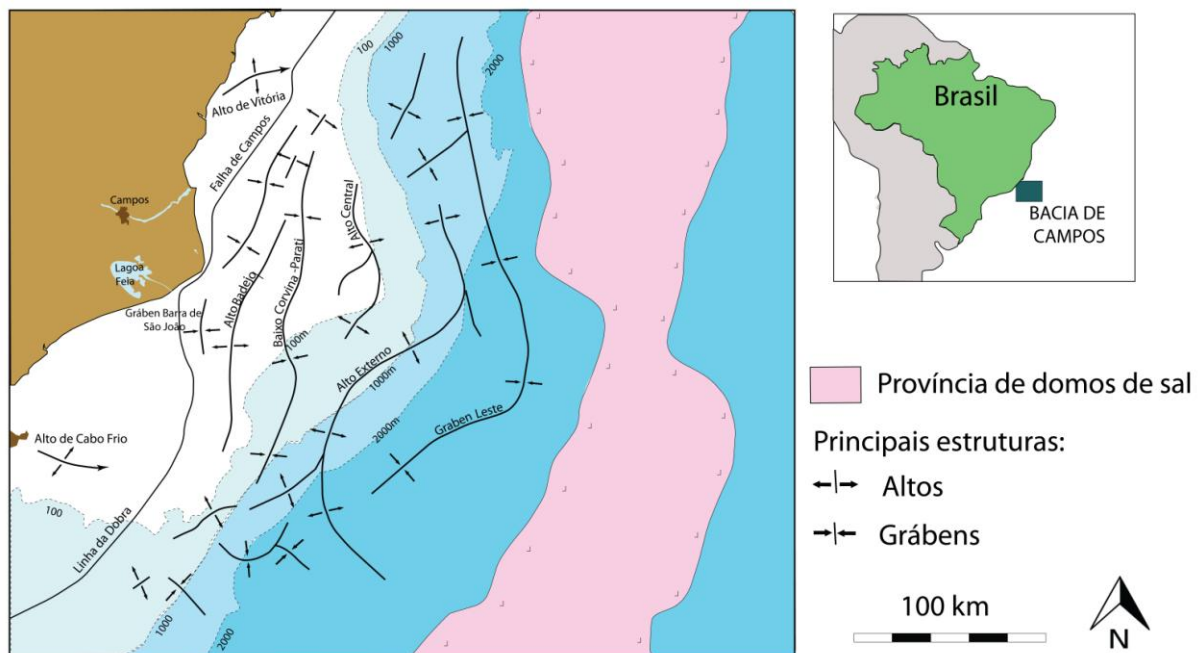 100
1000
2000
Alto de Vitória
Falha de Campos
Campos
Lagoa
Feia
Alto Central
Gráben Barra de
São João
Alto Badejo
Baixo Corvina -Parati
100m
Alto Externo
1000m
2000m
Graben Leste
Alto de Cabo Frio
100
Linha da Dobra
1000
2000
Brasil
BACIA DE
CAMPOS
Província de domos de sal
Principais estruturas:
Altos
Grábens
100 km
N